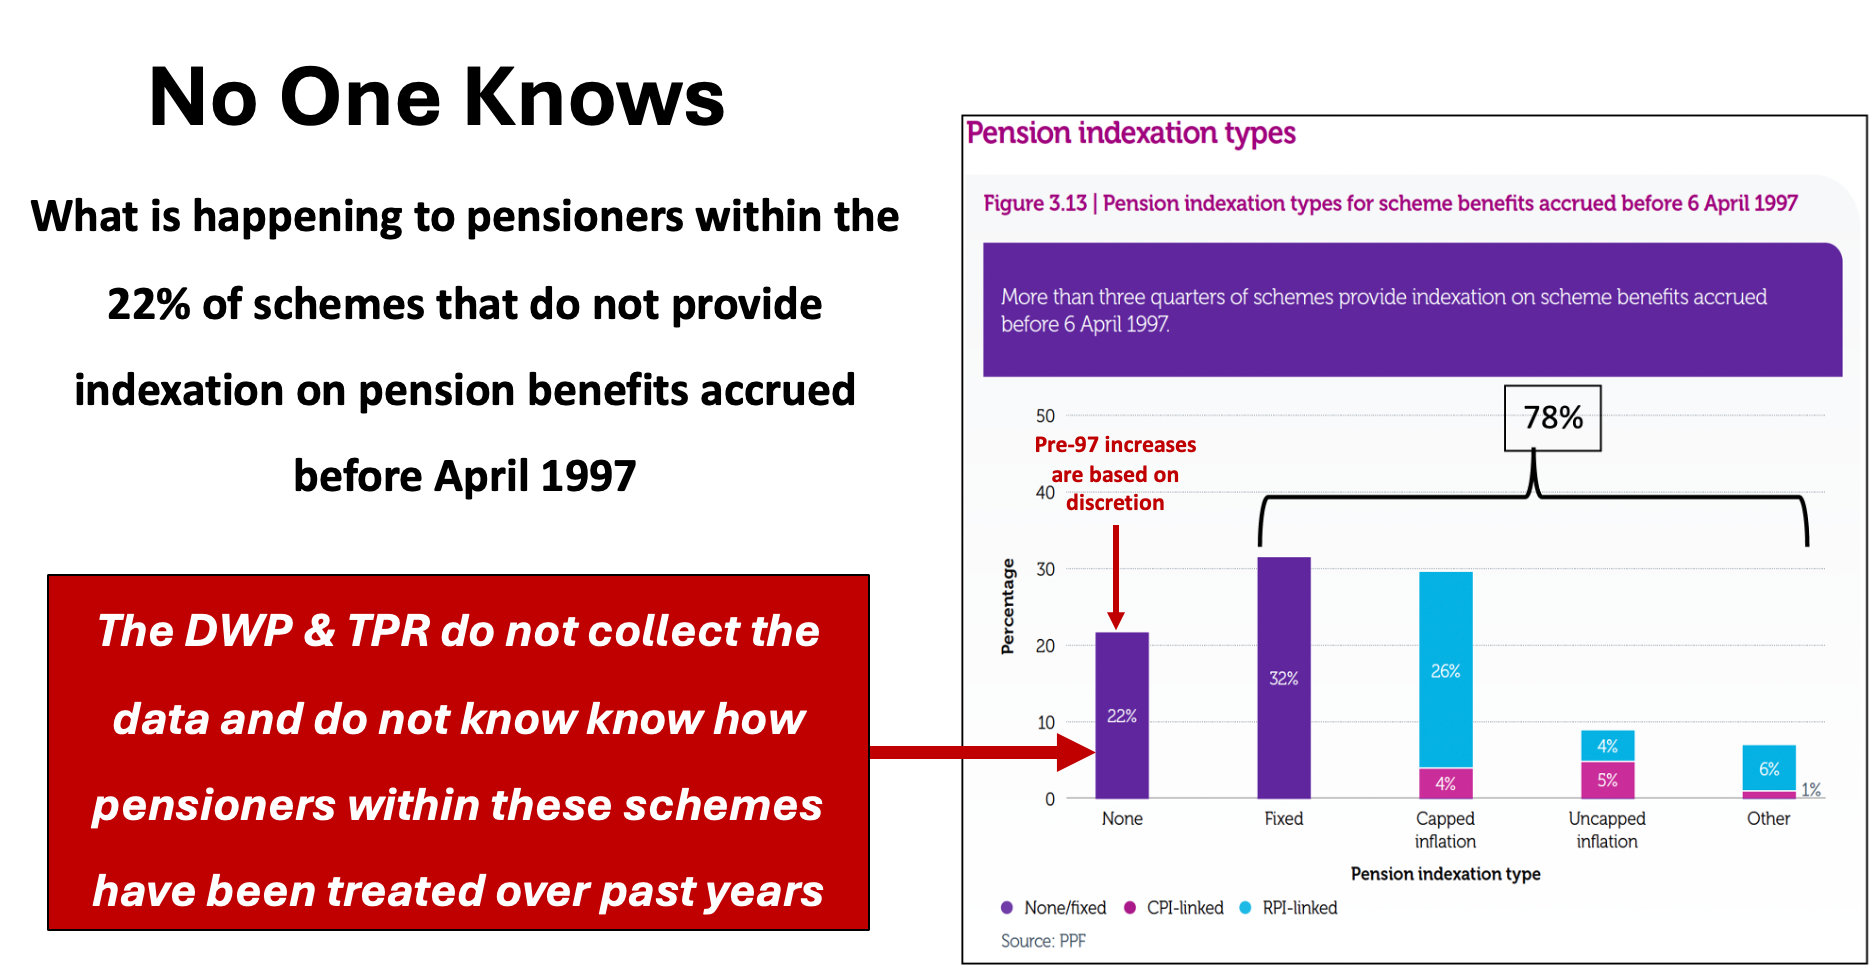 No One Knows
What is happening to pensioners within the
22% of schemes that do not provide
indexation on pension benefits accrued
before April 1997
The DWP & TPR do not collect the
data and do not know know how
pensioners within these schemes
have been treated over past years
Pension indexation types
Figure 3.13 | Pension indexation types for scheme benefits accrued before 6 April 1997
More than three quarters of schemes provide indexation on scheme benefits accrued
before 6 April 1997.
78%
Pre-97 increases
are based on
discretion
Percentage
50
40
30
20
10
0
22%
32%
26%
4%
4%
5%
6%
1%
None
Fixed
Capped
inflation
Uncapped
inflation
Other
Pension indexation type
None/fixed
CPI-linked
RPI-linked
Source: PPF